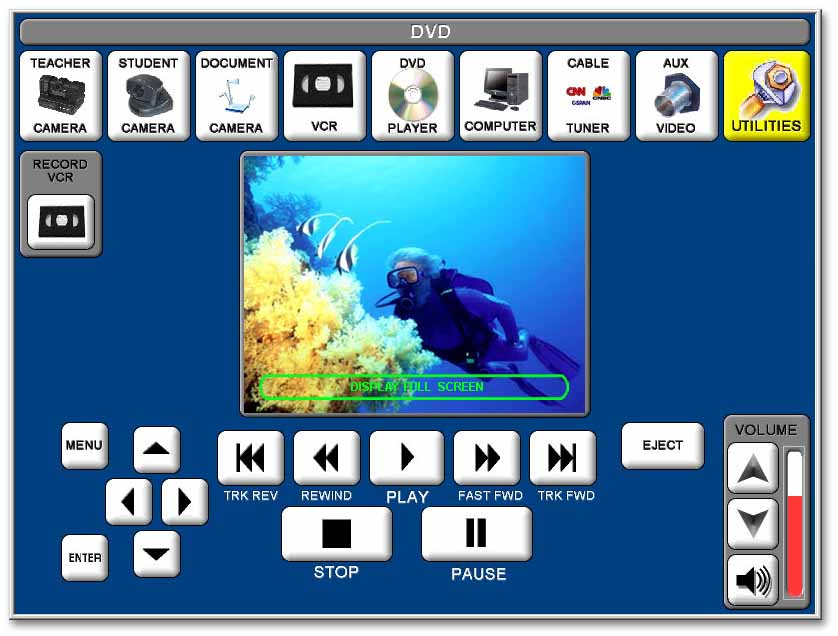 DVD
TEACHER
CAMERA
STUDENT
CAMERA
DOCUMENT
CAMERA
VCR
DVD
PLAYER
COMPUTER
CABLE
CNN
CNBC
C-SPAN
TUNER
AUX
VIDEO
UTILITIES
RECORD
VCR
DISPLAY FULL SCREEN
MENU
ENTER
TRK REV
REWIND
PLAY
FAST FWD
TRK FWD
STOP
PAUSE
EJECT
VOLUME